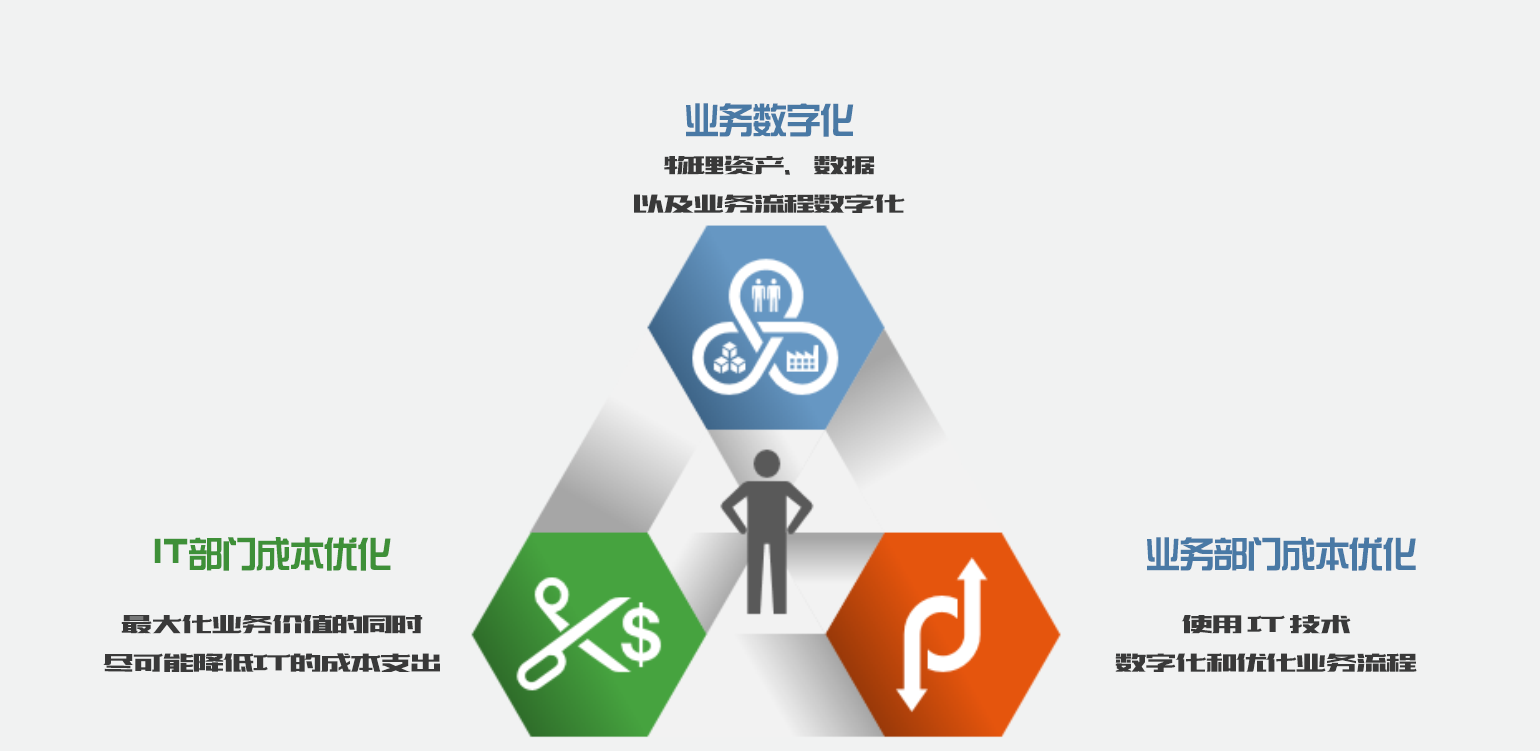 业务数字化
物理资产、数据
以及业务流程数字化
IT部门成本优化
最大化业务价值的同时
尽可能降低IT的成本支出
$
业务部门成本优化
使用 IT 技术
数字化和优化业务流程